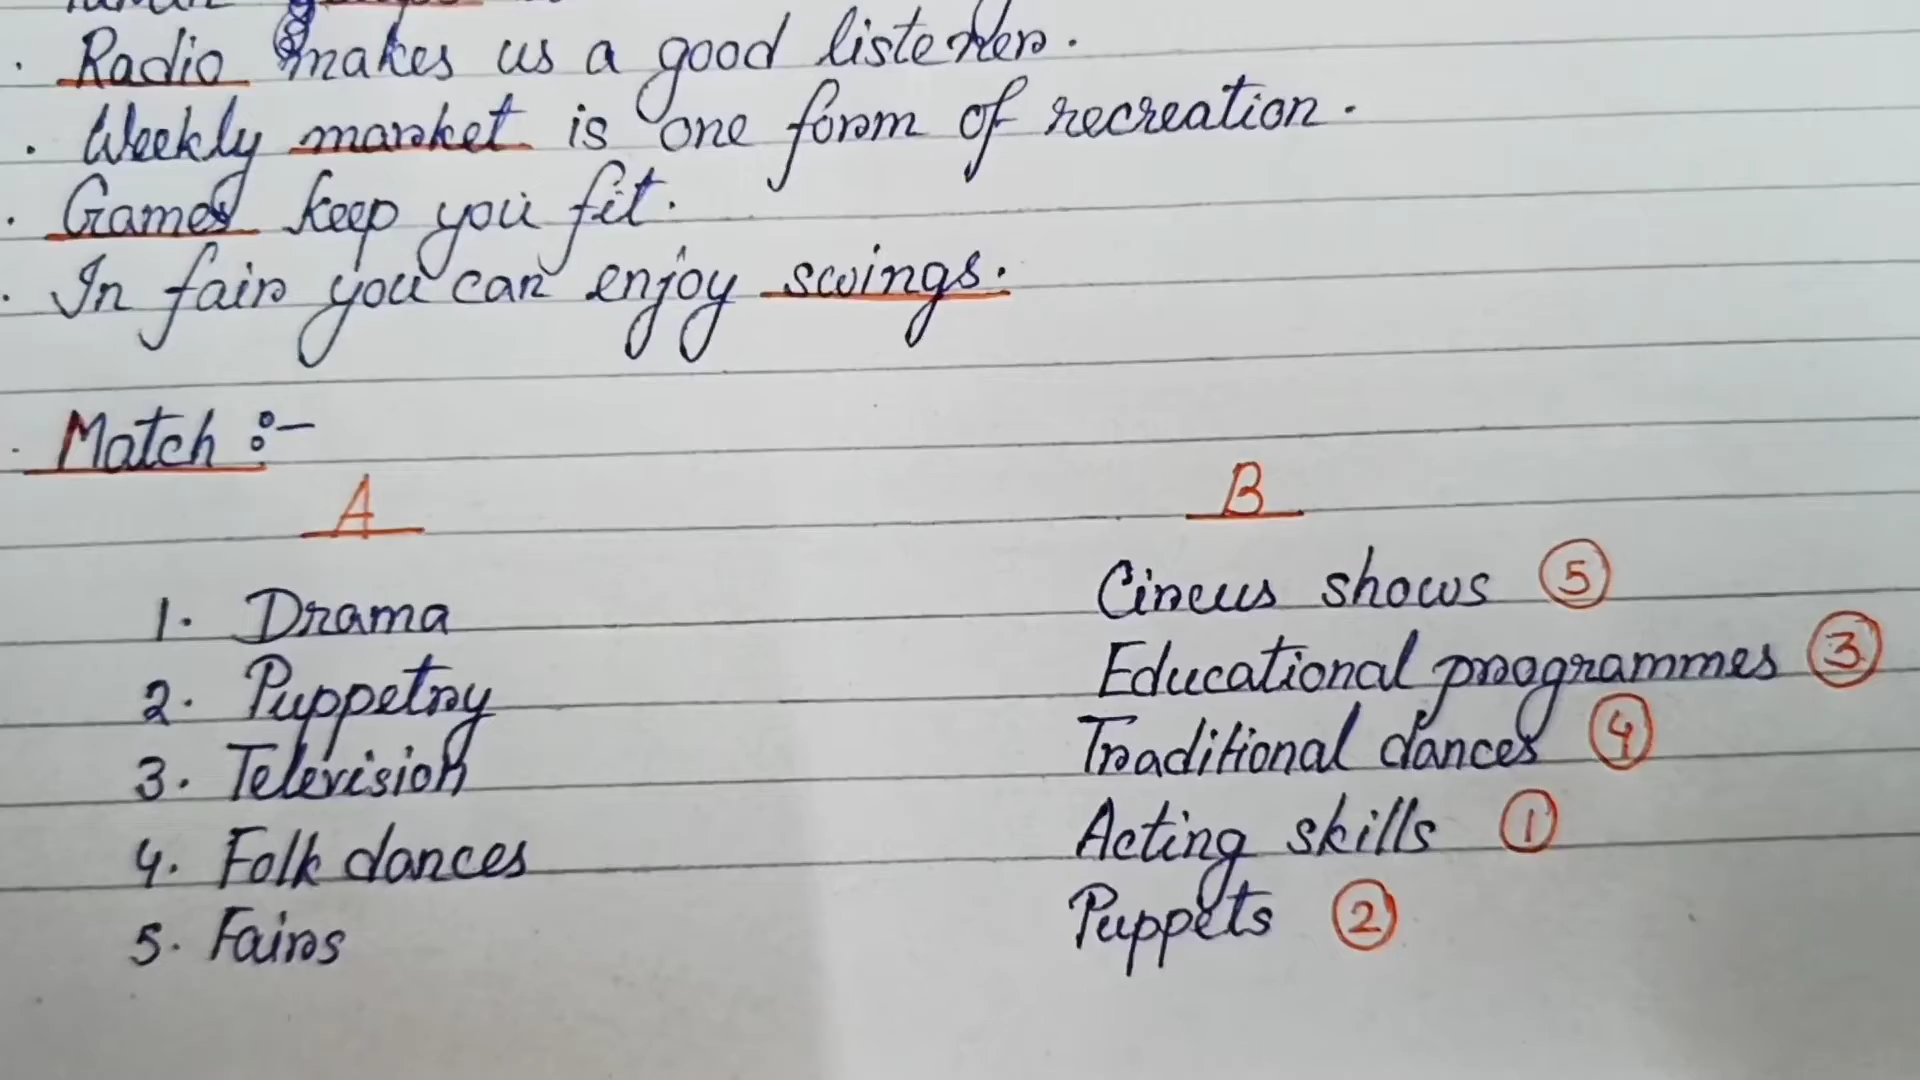 . Radio makes us a good listener.
. Weekly market is one form of recreation.
. Games keep you fit.
. In fair you can enjoy swings.
. Match :-
A B
1. Drama Circus shows 5
2. Puppetry Educational programmes 3
3. Television Traditional dances 4
4. Folk dances Acting skills 1
5. Fairs Puppets 2